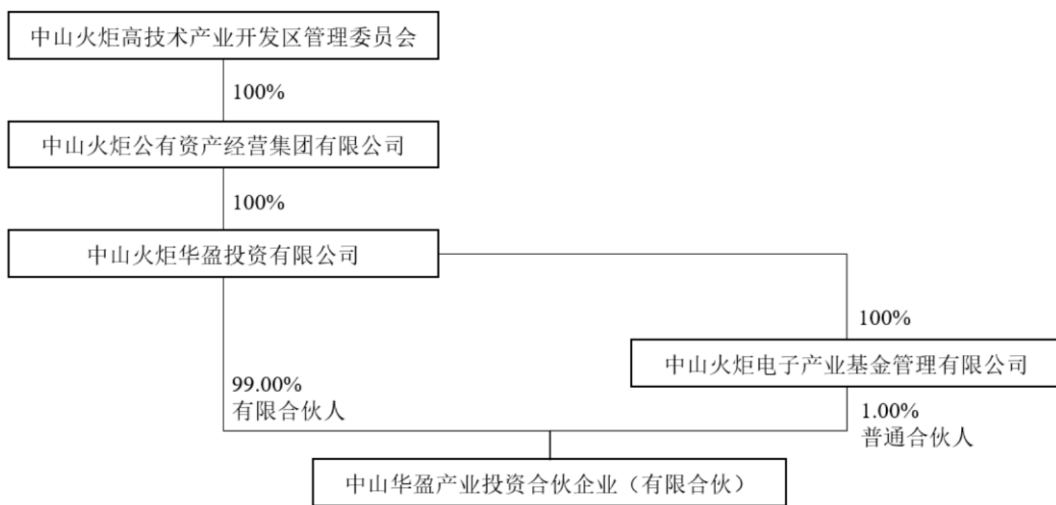 中山火炬高技术产业开发区管理委员会
100%
中山火炬公有资产经营集团有限公司
100%
中山火炬华盈投资有限公司
100%
中山火炬电子产业基金管理有限公司
99.00%
有限合伙人
1.00%
普通合伙人
中山华盈产业投资合伙企业（有限合伙）